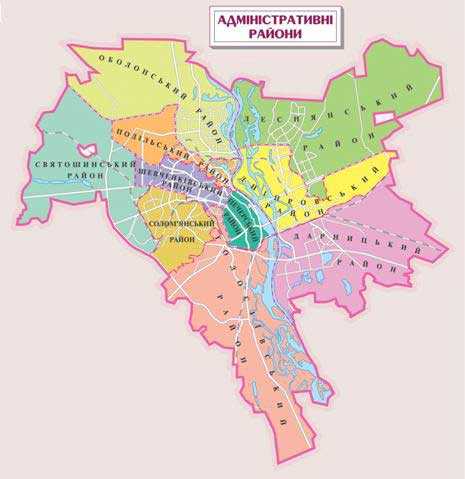 АДМІНІСТРАТИВНІ
РАЙОНИ
ОБОЛОНСЬКИЙ РАЙОН
ДЕСНЯНСЬКИЙ
РАЙОН
ПОДІЛЬСЬКИЙ РАЙОН
ДНІПРОВСЬКИЙ
РАЙОН
СВЯТОШИНСЬКИЙ
РАЙОН
ШЕВЧЕНКІВСЬКИЙ
РАЙОН
ПЕЧЕРСЬКИЙ
РАЙОН
СОЛОМ'ЯНСЬКИЙ
РАЙОН
ДАРНИЦЬКИЙ
РАЙОН
ГОЛОСІЇВСЬКИЙ
РАЙОН